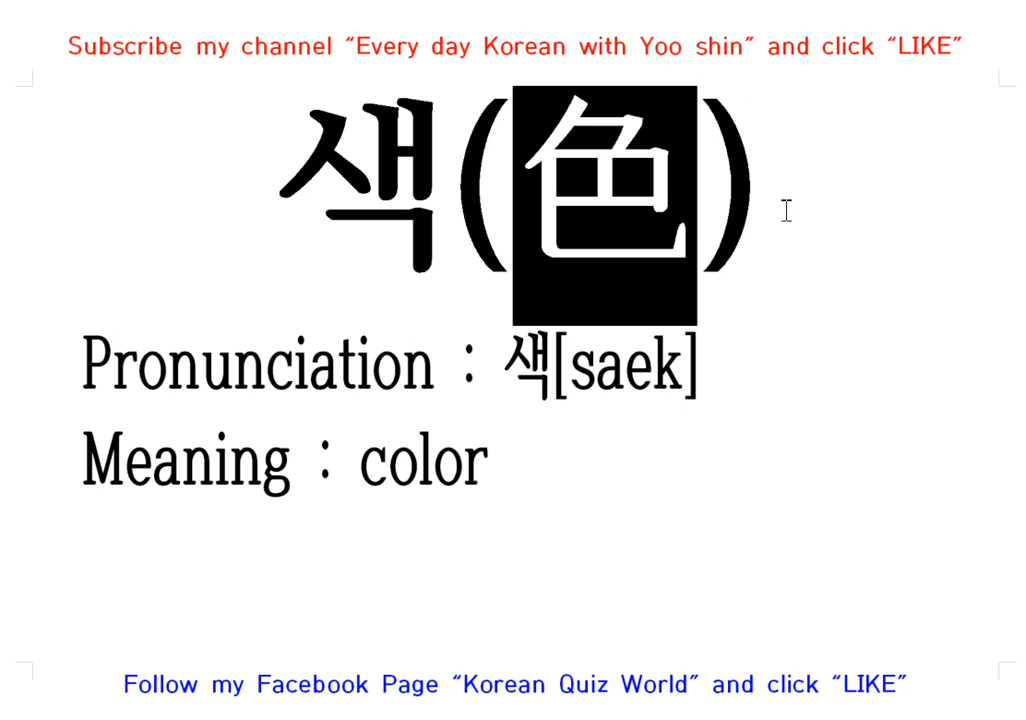 Subscribe my channel “Every day Korean with Yoo shin” and click “LIKE”
색(色)
Pronunciation : 색[saek]
Meaning : color
Follow my Facebook Page “Korean Quiz World” and click “LIKE”